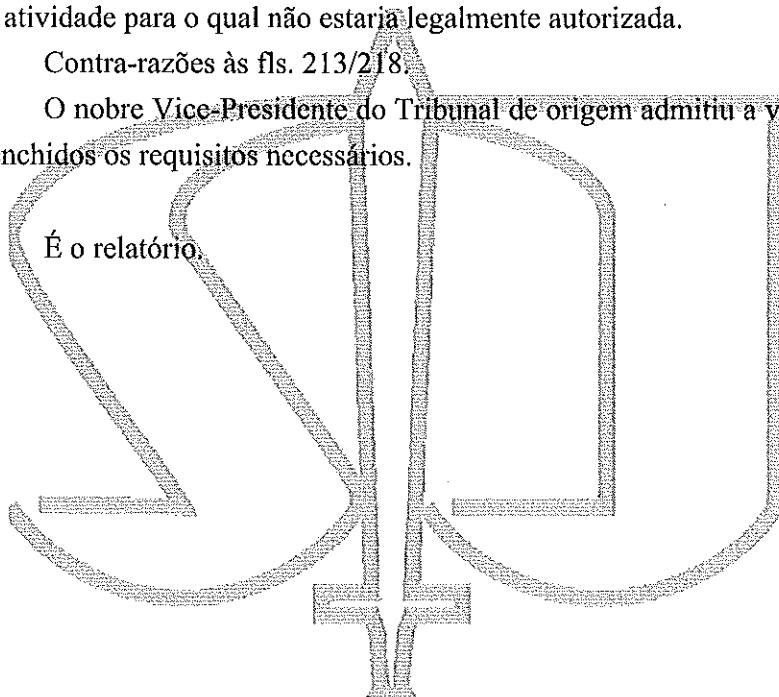 atividade para o qual não estaria legalmente autorizada.
Contra-razões às fls. 213/218.
O nobre Vice-Presidente do Tribunal de origem admitiu a v
nchidos os requisitos necessários.
É o relatório.